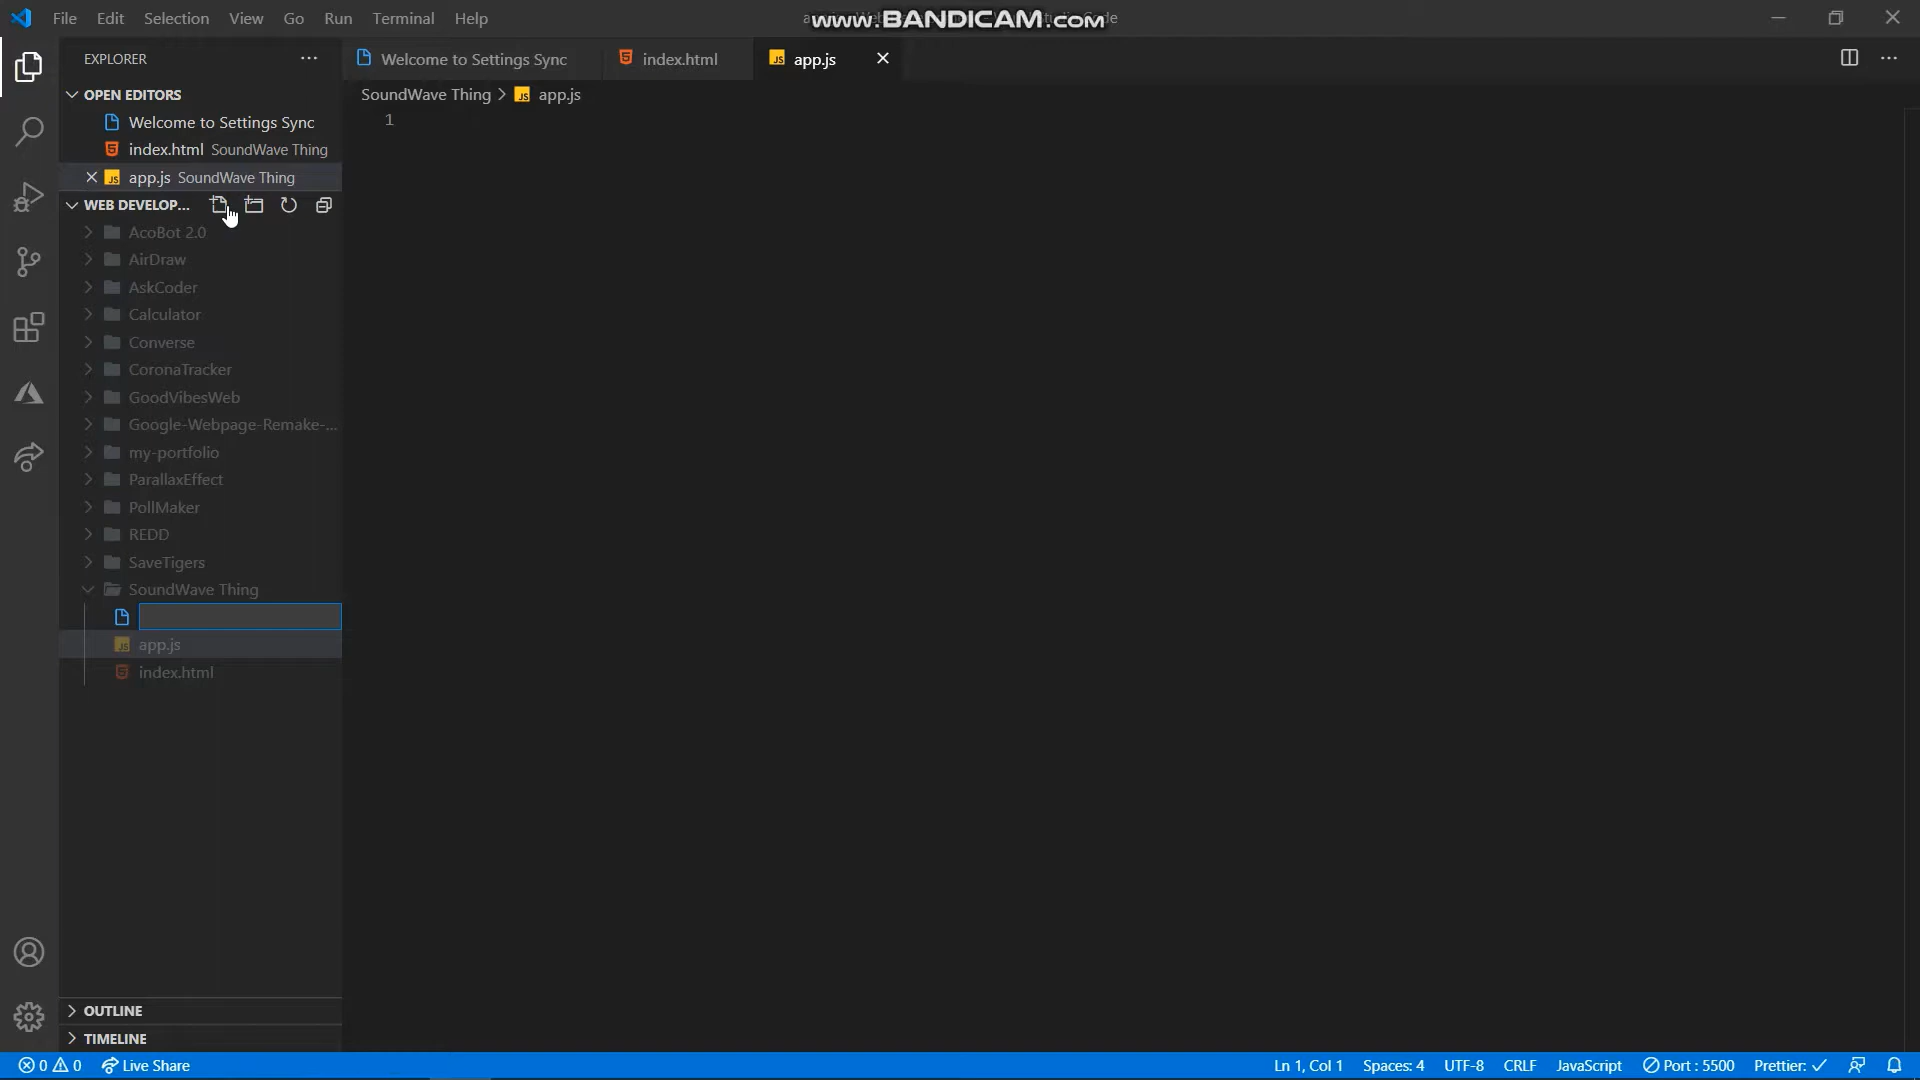 File Edit Selection View Go Run Terminal Help
www.BANDICAM.com
EXPLORER
Welcome to Settings Sync
index.html
app.js
OPEN EDITORS
SoundWave Thing > app.js
Welcome to Settings Sync
1
index.html SoundWave Thing
app.js SoundWave Thing
WEB DEVELOP...
AcoBot 2.0
AirDraw
AskCoder
Calculator
Converse
CoronaTracker
GoodVibesWeb
Google-Webpage-Remake-...
my-portfolio
ParallaxEffect
PollMaker
REDD
SaveTigers
SoundWave Thing
app.js
index.html
OUTLINE
TIMELINE
0 0 Live Share Ln 1, Col 1 Spaces: 4 UTF-8 CRLF JavaScript Port : 5500 Prettier: ✓